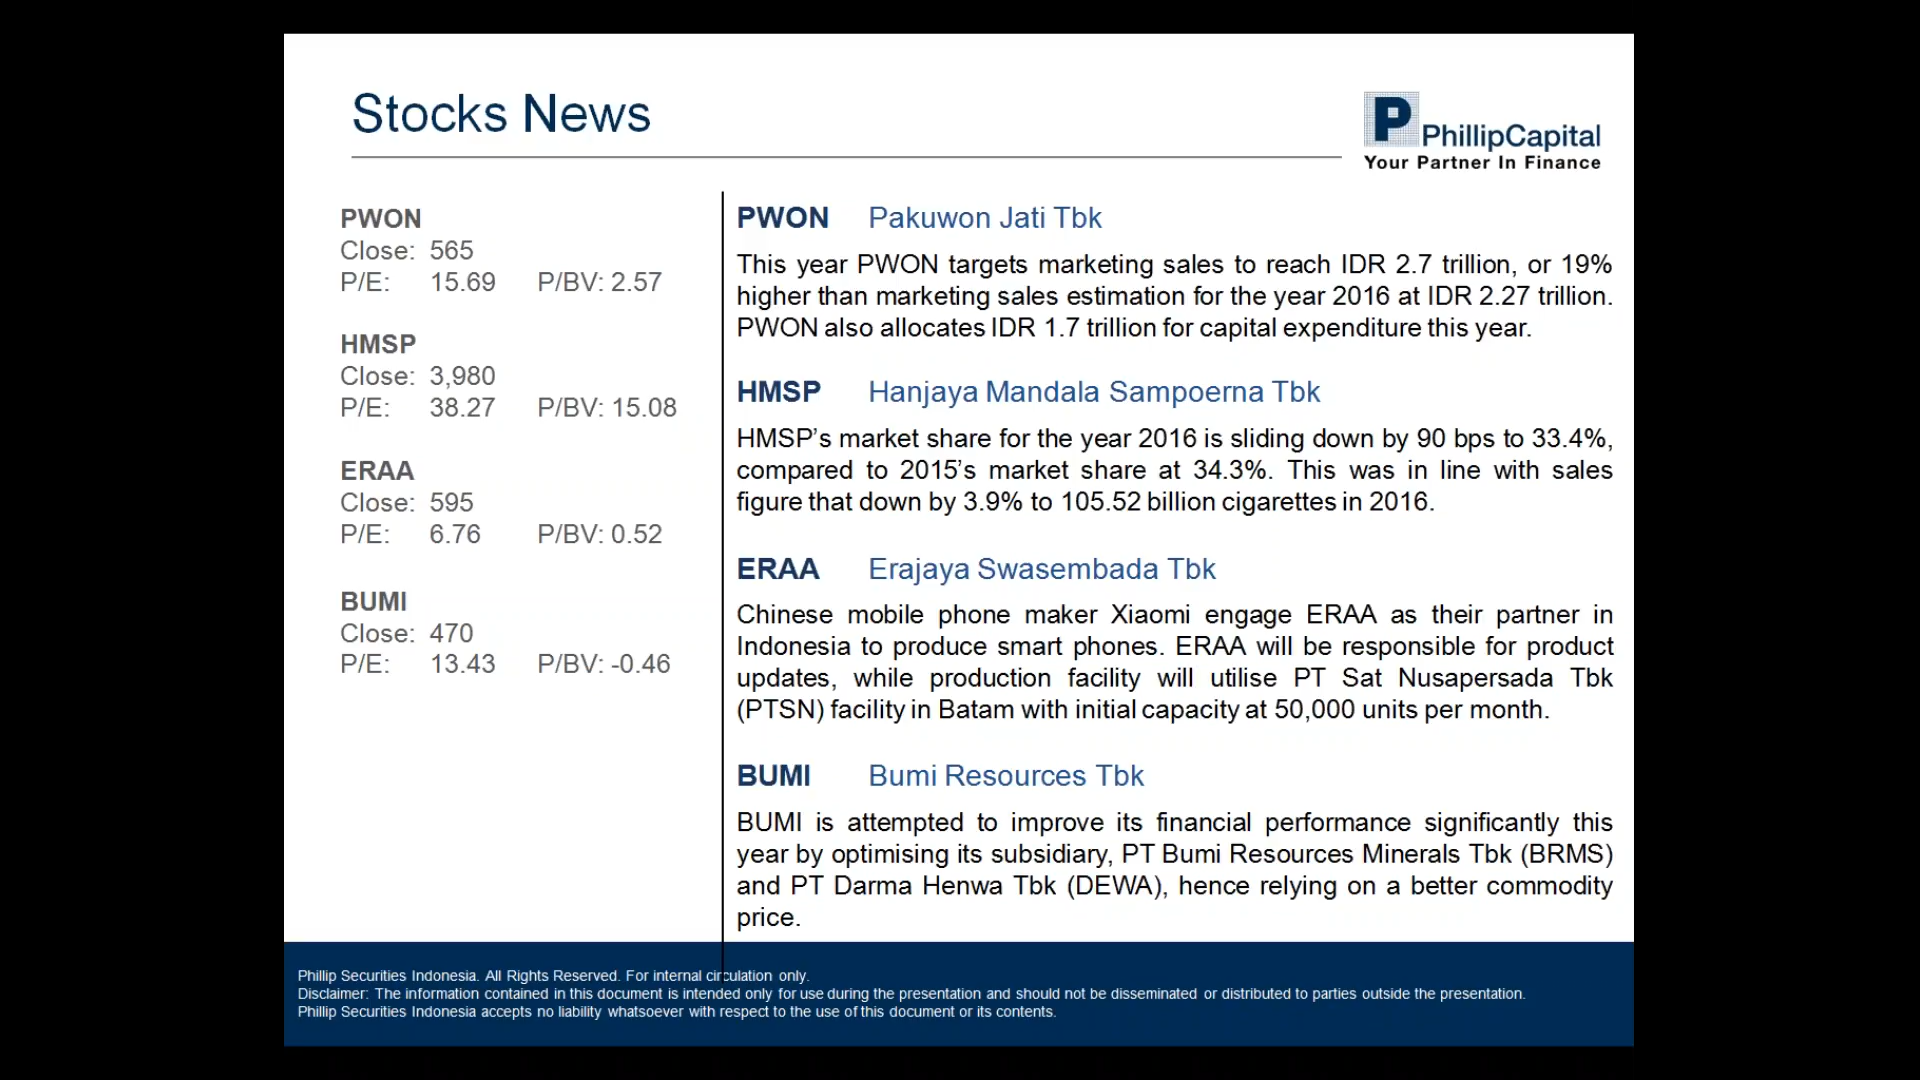 Stocks News
PhillipCapital
Your Partner In Finance
PWON
Close: 565
P/E: 15.69 P/BV: 2.57
HMSP
Close: 3,980
P/E: 38.27 P/BV: 15.08
ERAA
Close: 595
P/E: 6.76 P/BV: 0.52
BUMI
Close: 470
P/E: 13.43 P/BV: -0.46
PWON Pakuwon Jati Tbk
This year PWON targets marketing sales to reach IDR 2.7 trillion, or 19%
higher than marketing sales estimation for the year 2016 at IDR 2.27 trillion.
PWON also allocates IDR 1.7 trillion for capital expenditure this year.
HMSP Hanjaya Mandala Sampoerna Tbk
HMSP’s market share for the year 2016 is sliding down by 90 bps to 33.4%,
compared to 2015’s market share at 34.3%. This was in line with sales
figure that down by 3.9% to 105.52 billion cigarettes in 2016.
ERAA Erajaya Swasembada Tbk
Chinese mobile phone maker Xiaomi engage ERAA as their partner in
Indonesia to produce smart phones. ERAA will be responsible for product
updates, while production facility will utilise PT Sat Nusapersada Tbk
(PTSN) facility in Batam with initial capacity at 50,000 units per month.
BUMI Bumi Resources Tbk
BUMI is attempted to improve its financial performance significantly this
year by optimising its subsidiary, PT Bumi Resources Minerals Tbk (BRMS)
and PT Darma Henwa Tbk (DEWA), hence relying on a better commodity
price.
Phillip Securities Indonesia. All Rights Reserved. For internal circulation only.
Disclaimer: The information contained in this document is intended only for use during the presentation and should not be disseminated or distributed to parties outside the presentation.
Phillip Securities Indonesia accepts no liability whatsoever with respect to the use of this document or its contents.